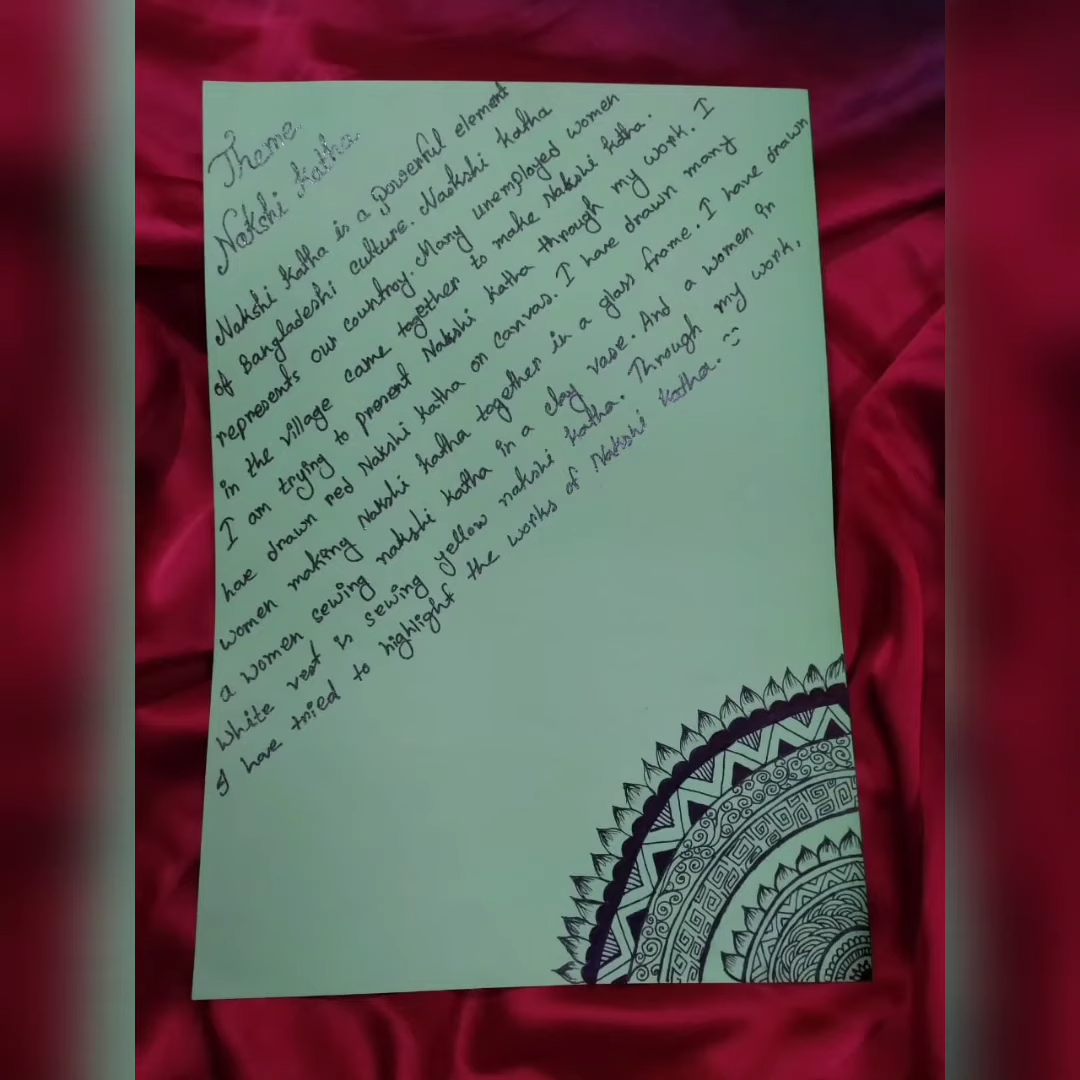 Theme
Nakshi Katha
Nakshi Katha is a powerful element
of Bangladeshi culture. Naokshi Katha
represents our countroy. Many unemployed women
in the village came together to make Nakshi Katha.
I am trying to present Nakshi Katha through my work. I
have drawn red Nakshi Katha on canvas. I have drawn many
women making Nakshi Katha together in a glass frame. I have drawn
a women sewing nakshi Katha in a clay vase. And a women in
white vest is sewing yellow nakshi Katha. Through my work,
I have tried to highlight the works of Nakshi Katha. :)